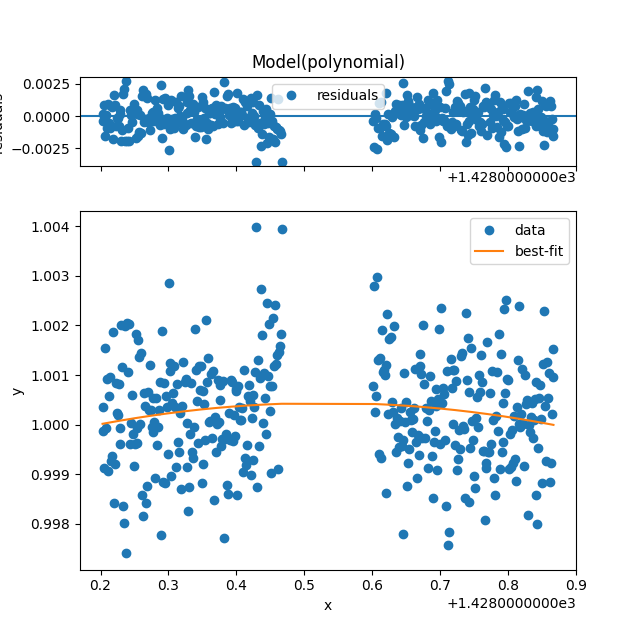 Model(polynomial)
0.0025
0.0000
−0.0025
residuals
+1.4280000000e3
1.004
1.003
1.002
1.001
1.000
0.999
0.998
y
data
best-fit
0.2 0.3 0.4 0.5 0.6 0.7 0.8 0.9
x
+1.4280000000e3